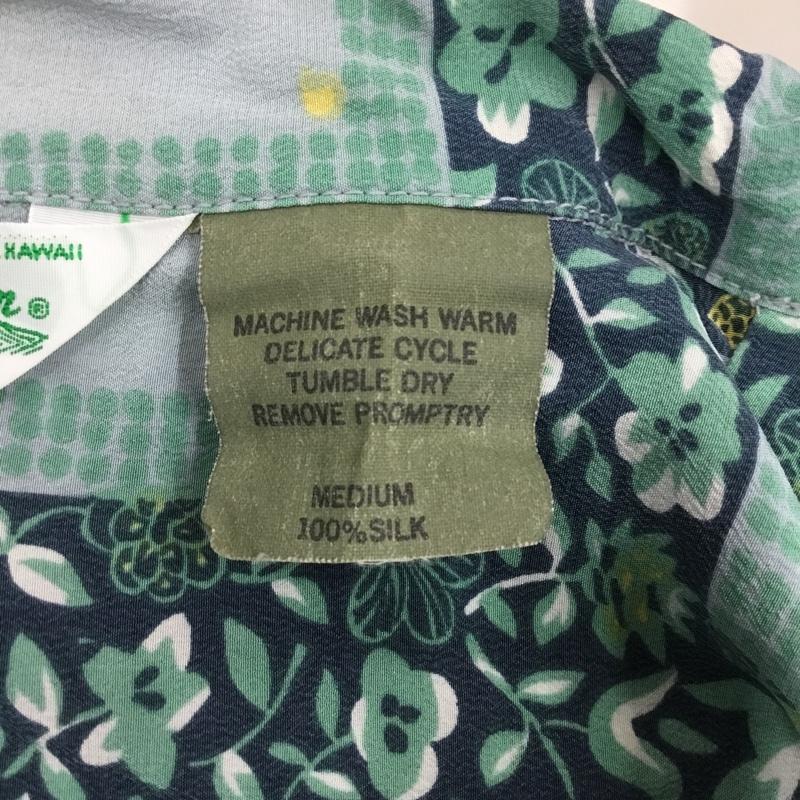 HAWAII
®
MACHINE WASH WARM
DELICATE CYCLE
TUMBLE DRY
REMOVE PROMPTRY
MEDIUM
100%SILK